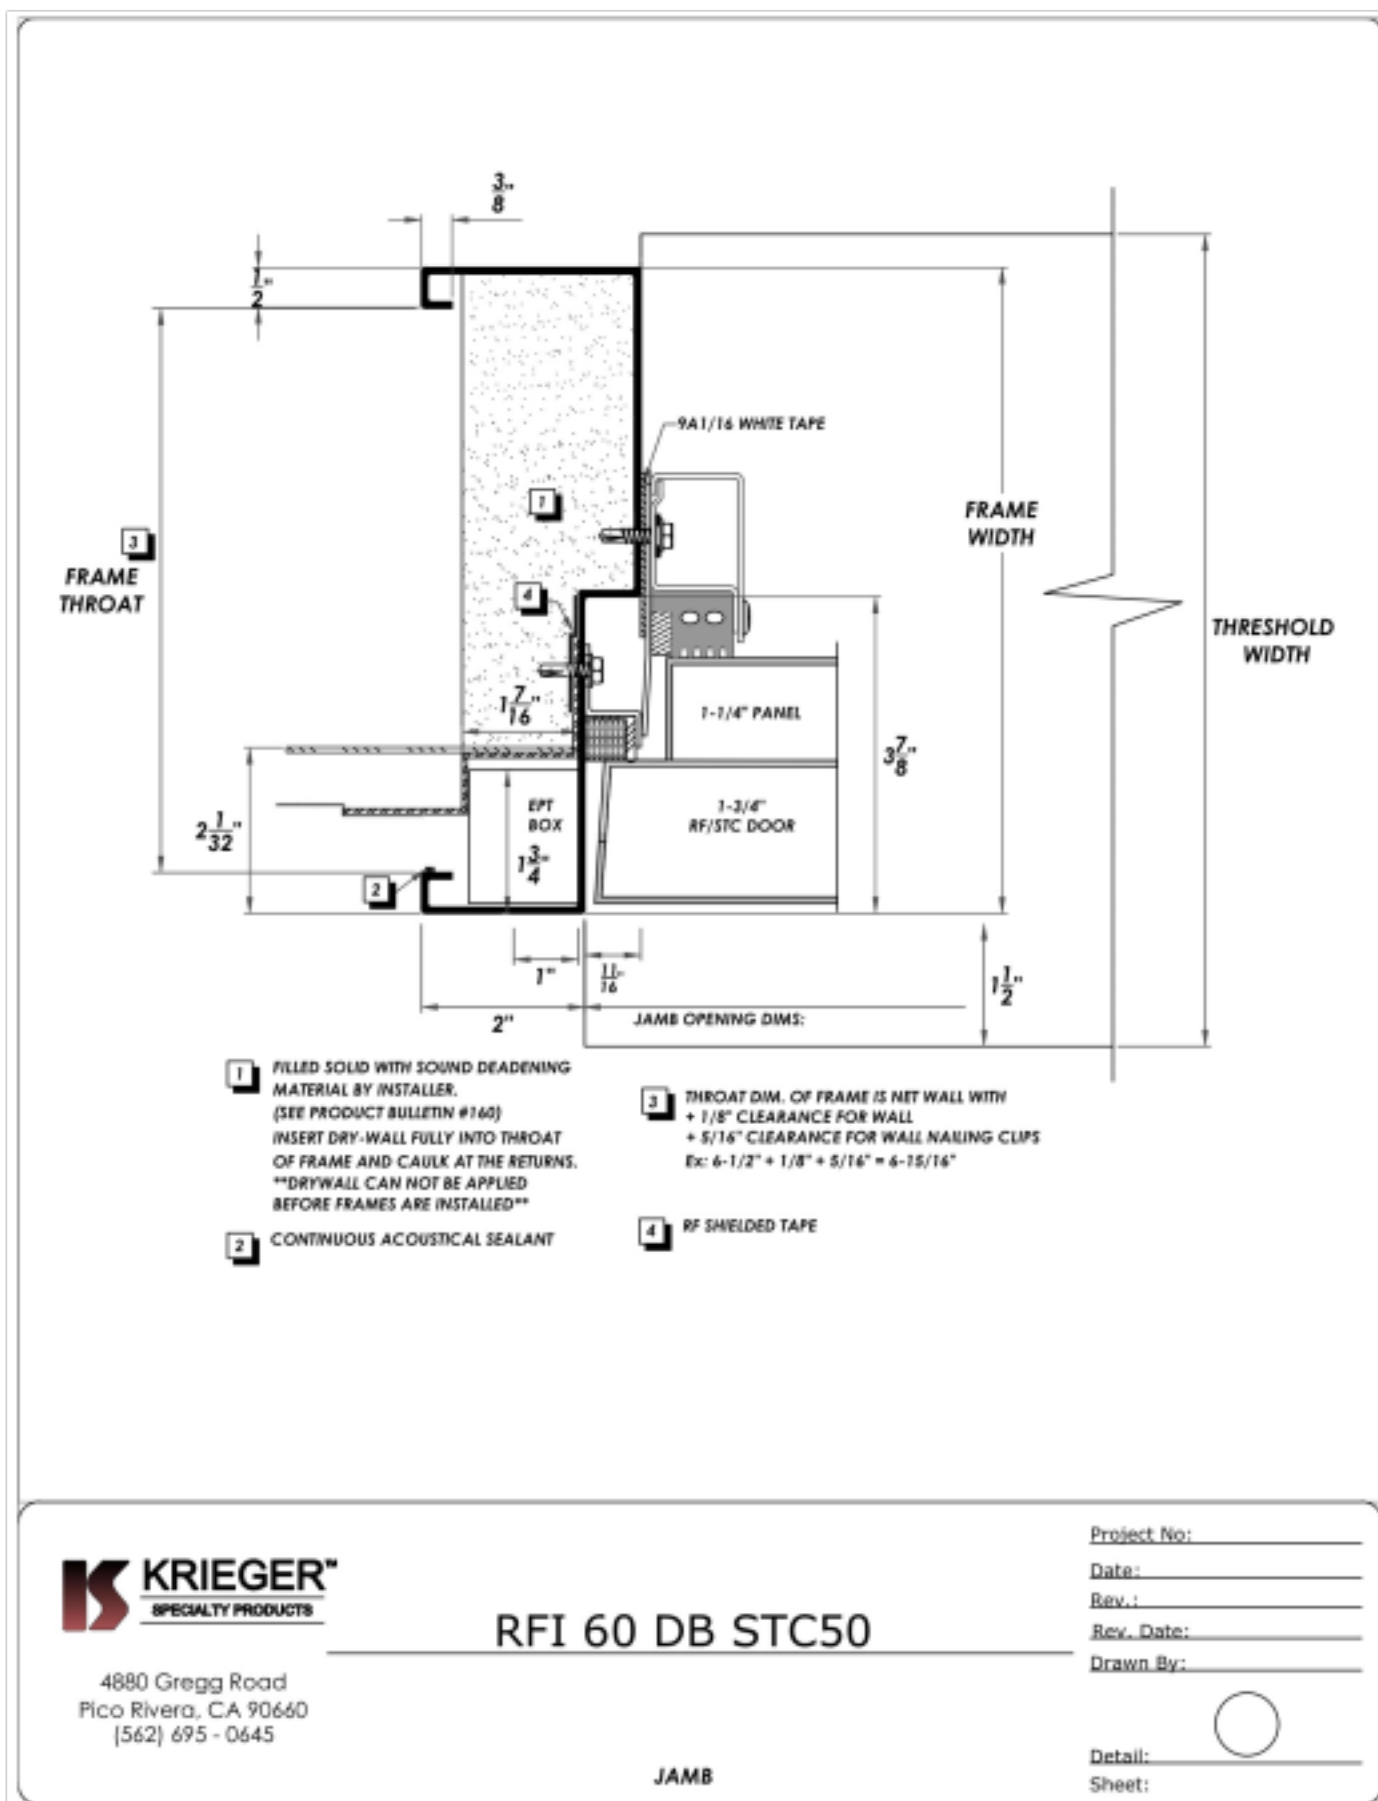 3/8"
1/2"
9A1/16 WHITE TAPE
1
3
FRAME
THROAT
FRAME
WIDTH
4
THRESHOLD
WIDTH
1 7/16"
1-1/4" PANEL
3 7/8"
2 1/32"
EPT
BOX
1 3/4"
1-3/4"
RF/STC DOOR
2
1"
11/16"
1 1/2"
2"
JAMB OPENING DIMS:
1
FILLED SOLID WITH SOUND DEADENING
MATERIAL BY INSTALLER.
(SEE PRODUCT BULLETIN #160)
INSERT DRY-WALL FULLY INTO THROAT
OF FRAME AND CAULK AT THE RETURNS.
**DRYWALL CAN NOT BE APPLIED
BEFORE FRAMES ARE INSTALLED**
2
CONTINUOUS ACOUSTICAL SEALANT
3
THROAT DIM. OF FRAME IS NET WALL WITH
+ 1/8" CLEARANCE FOR WALL
+ 5/16" CLEARANCE FOR WALL NAILING CLIPS
Ex: 6-1/2" + 1/8" + 5/16" = 6-15/16"
4
RF SHIELDED TAPE
KRIEGER™
SPECIALTY PRODUCTS
4880 Gregg Road
Pico Rivera, CA 90660
(562) 695 - 0645
RFI 60 DB STC50
JAMB
Project No:
Date:
Rev.:
Rev. Date:
Drawn By:
Detail:
Sheet: